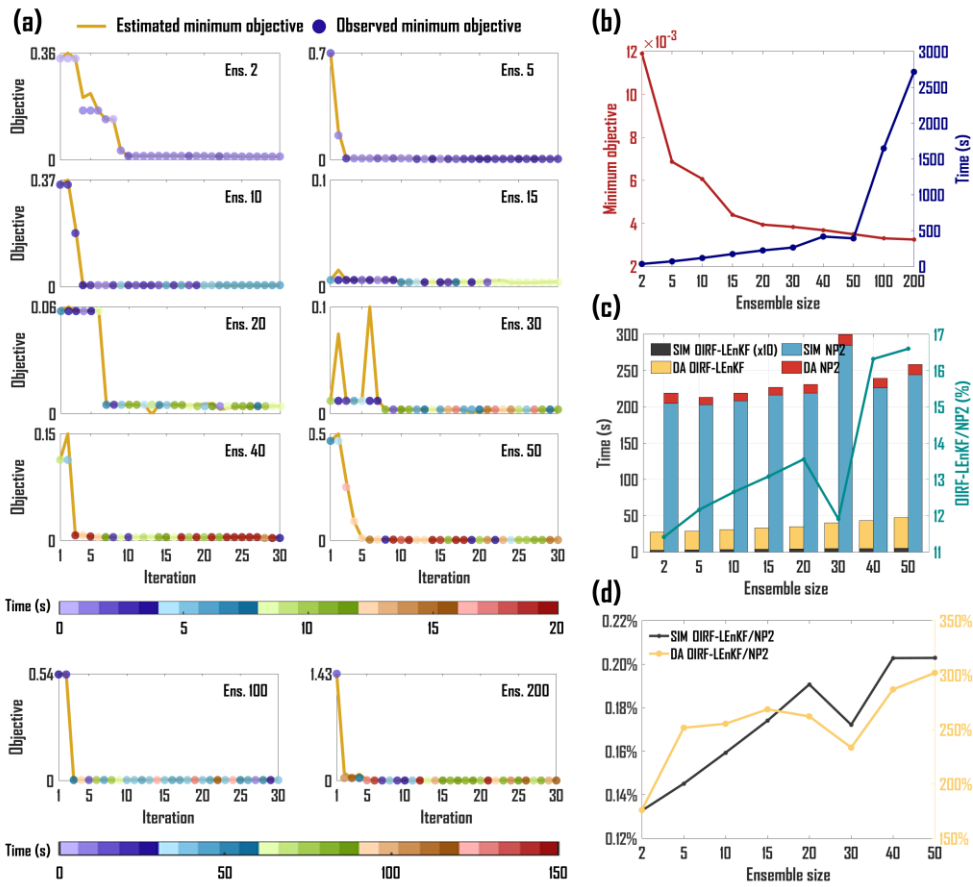 (a)
Estimated minimum objective
Observed minimum objective
0.36
Objective
0
Ens. 2
0.7
0
Ens. 5
0.37
Objective
0
Ens. 10
0.1
0
Ens. 15
0.06
Objective
0
Ens. 20
0.1
0
Ens. 30
0.15
Objective
0
Ens. 40
1 5 10 15 20 25 30
Iteration
0.5
0
Ens. 50
1 5 10 15 20 25 30
Iteration
Time (s)
0 5 10 15 20
0.54
Objective
0
Ens. 100
1 5 10 15 20 25 30
Iteration
1.43
0
Ens. 200
1 5 10 15 20 25 30
Iteration
Time (s)
0 50 100 150
(b)
12 × 10⁻³
10
8
6
4
2
Minimum objective
3000
2500
2000
1500
1000
500
0
Time (s)
2 5 10 15 20 30 40 50 100 200
Ensemble size
(c)
300
250
200
150
100
50
0
Time (s)
SIM OIRF-LEnKF (x10)
SIM NP2
DA OIRF-LEnKF
DA NP2
17
16
15
14
13
12
11
OIRF-LEnKF/NP2 (%)
2 5 10 15 20 30 40 50
Ensemble size
(d)
0.22%
0.20%
0.18%
0.16%
0.14%
0.12%
SIM OIRF-LEnKF/NP2
DA OIRF-LEnKF/NP2
350%
300%
250%
200%
150%
2 5 10 15 20 30 40 50
Ensemble size